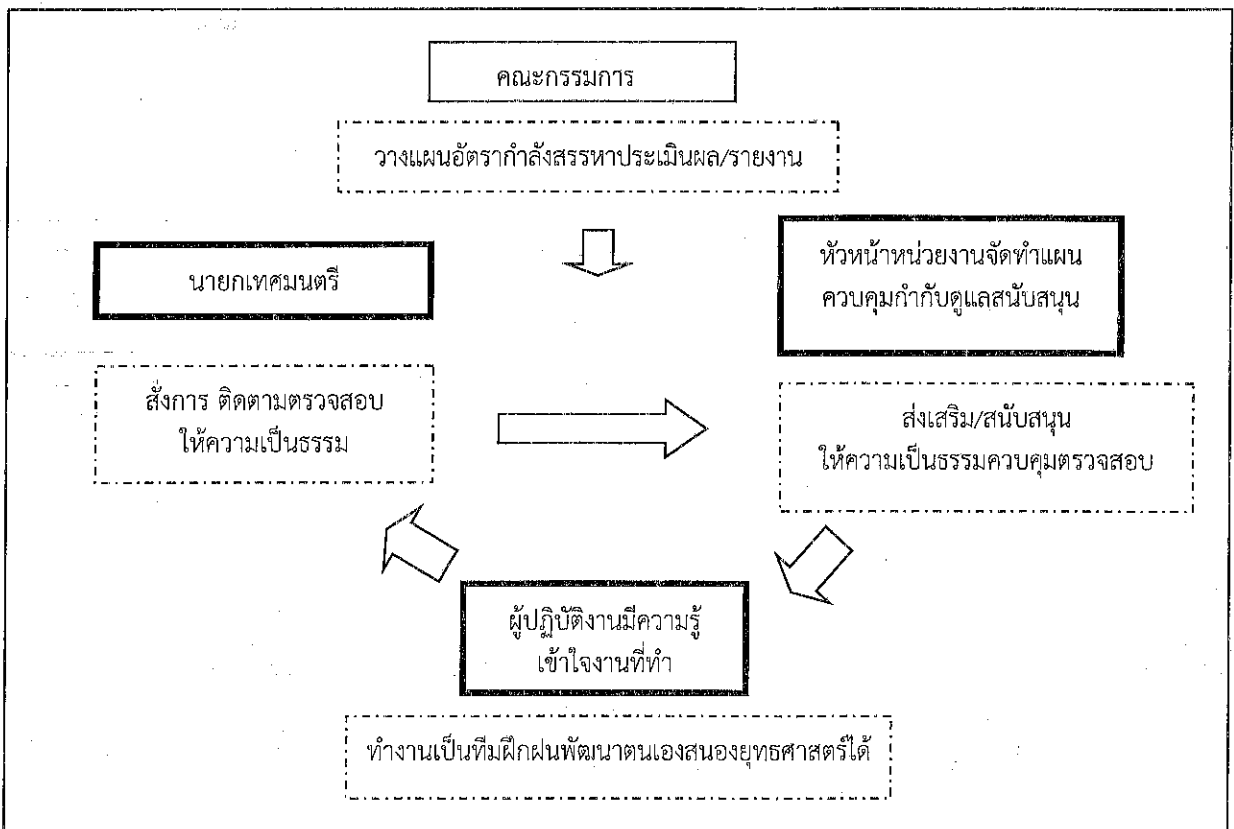 คณะกรรมการ
วางแผนอัตรากำลังสรรหาประเมินผล/รายงาน
นายกเทศมนตรี
สั่งการ ติดตามตรวจสอบ
ให้ความเป็นธรรม
หัวหน้าหน่วยงานจัดทำแผน
ควบคุมกำกับดูแลสนับสนุน
ส่งเสริม/สนับสนุน
ให้ความเป็นธรรมควบคุมตรวจสอบ
ผู้ปฏิบัติงานมีความรู้
เข้าใจงานที่ทำ
ทำงานเป็นทีมฝึกฝนพัฒนาตนเองสนองยุทธศาสตร์ได้